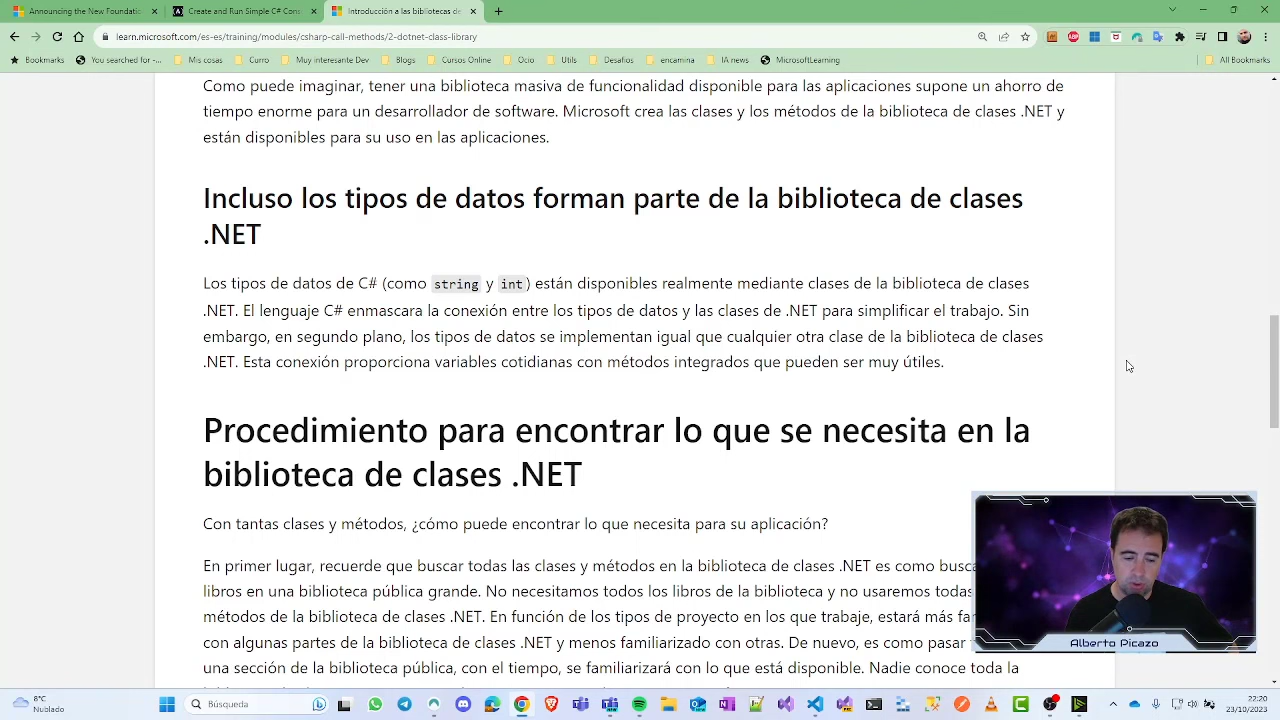 Announcing the New Foundatio
Create and Run Simple C# Cons
Introducción a las bibliotecas de
learn.microsoft.com/es-es/training/modules/csharp-call-methods/2-dotnet-class-library
Bookmarks
You searched for -...
Mis cosas
Curro
Muy interesante Dev
Blogs
Cursos Online
Ocio
Utils
Desafios
encamina
IA news
MicrosoftLearning
All Bookmarks
Como puede imaginar, tener una biblioteca masiva de funcionalidad disponible para las aplicaciones supone un ahorro de
tiempo enorme para un desarrollador de software. Microsoft crea las clases y los métodos de la biblioteca de clases .NET y
están disponibles para su uso en las aplicaciones.
Incluso los tipos de datos forman parte de la biblioteca de clases
.NET
Los tipos de datos de C# (como string y int) están disponibles realmente mediante clases de la biblioteca de clases
.NET. El lenguaje C# enmascara la conexión entre los tipos de datos y las clases de .NET para simplificar el trabajo. Sin
embargo, en segundo plano, los tipos de datos se implementan igual que cualquier otra clase de la biblioteca de clases
.NET. Esta conexión proporciona variables cotidianas con métodos integrados que pueden ser muy útiles.
Procedimiento para encontrar lo que se necesita en la
biblioteca de clases .NET
Con tantas clases y métodos, ¿cómo puede encontrar lo que necesita para su aplicación?
En primer lugar, recuerde que buscar todas las clases y métodos en la biblioteca de clases .NET es como busca
libros en una biblioteca pública grande. No necesitamos todos los libros de la biblioteca y no usaremos todas
métodos de la biblioteca de clases .NET. En función de los tipos de proyecto en los que trabaje, estará más fam
con algunas partes de la biblioteca de clases .NET y menos familiarizado con otras. De nuevo, es como pasar
una sección de la biblioteca pública, con el tiempo, se familiarizará con lo que está disponible. Nadie conoce toda la
Alberto Picazo
8°C
Nublado
Búsqueda
22:20
23/10/2023